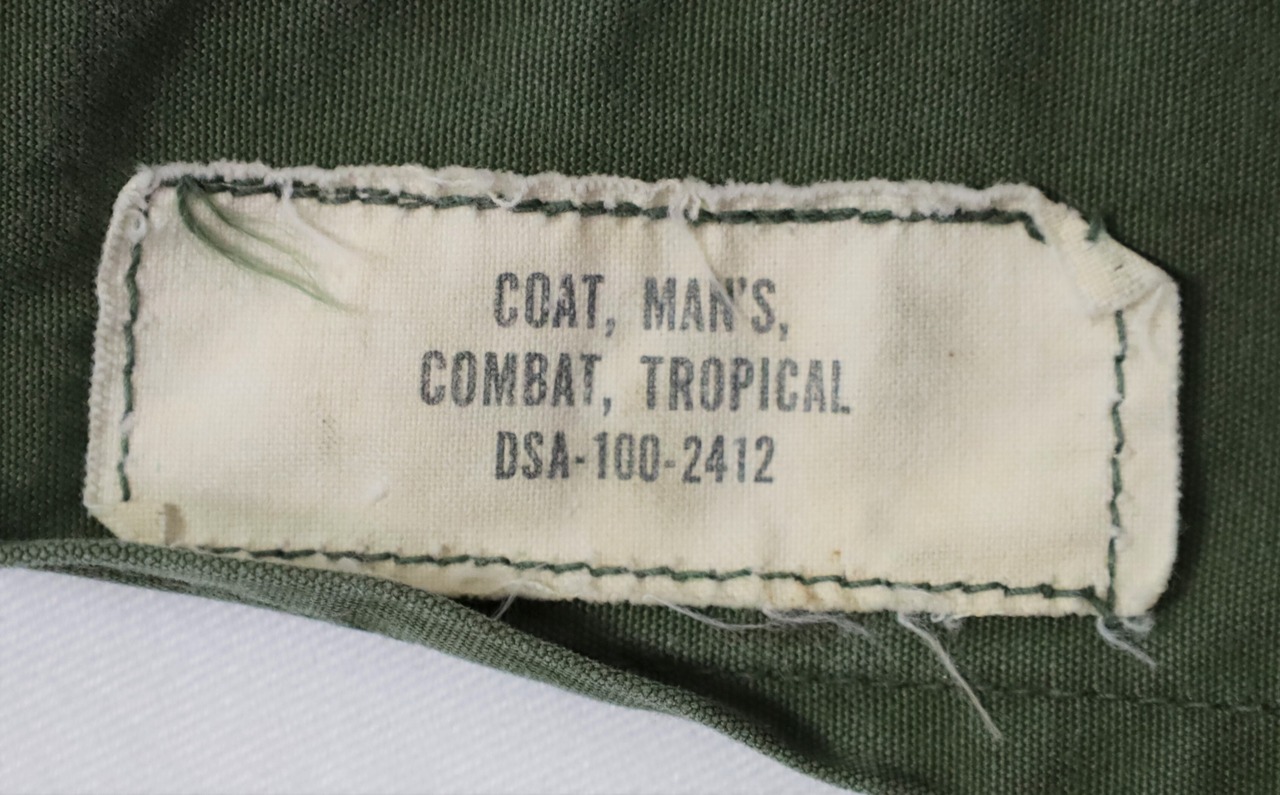 COAT, MAN'S,
COMBAT, TROPICAL
DSA-100-2412